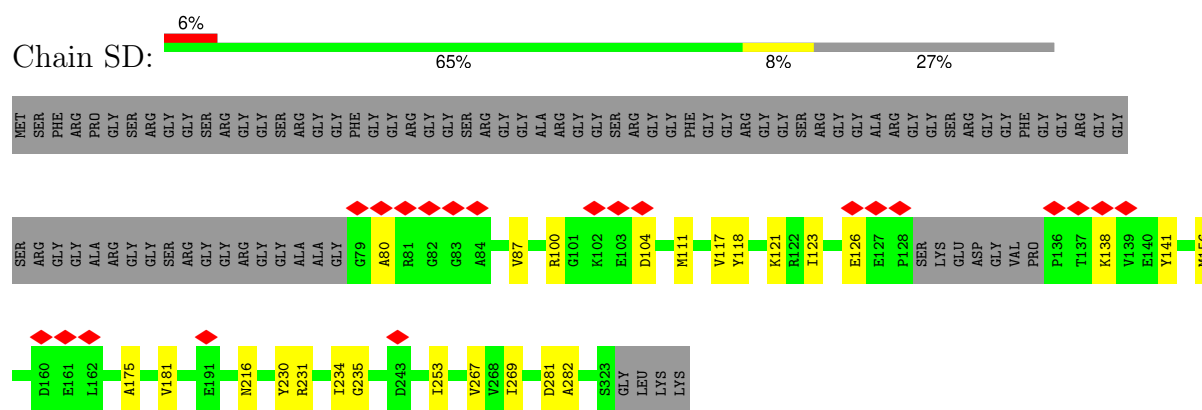 6%
Chain SD:
65% 8% 27%
MET SER PHE ARG PRO GLY SER ARG GLY GLY SER ARG GLY GLY SER ARG GLY GLY PHE GLY GLY ARG GLY GLY SER ARG GLY GLY ALA ARG GLY GLY SER ARG GLY GLY PHE GLY GLY ARG GLY GLY SER ARG GLY GLY ALA ARG GLY GLY SER ARG GLY GLY PHE GLY GLY ARG GLY GLY
SER ARG GLY GLY ALA ARG GLY GLY SER ARG GLY GLY ARG GLY GLY ALA ALA GLY G79 A80 R81 G82 G83 A84 V87 R100 G101 K102 E103 D104 M111 V117 Y118 K121 R122 I123 E126 E127 P128 SER LYS GLU ASP GLY VAL PRO P136 T137 K138 V139 E140 Y141 M156
D160 E161 L162 A175 V181 E191 N216 Y230 R231 I234 G235 D243 I253 V267 V268 I269 D281 A282 S323 GLY LEU LYS LYS